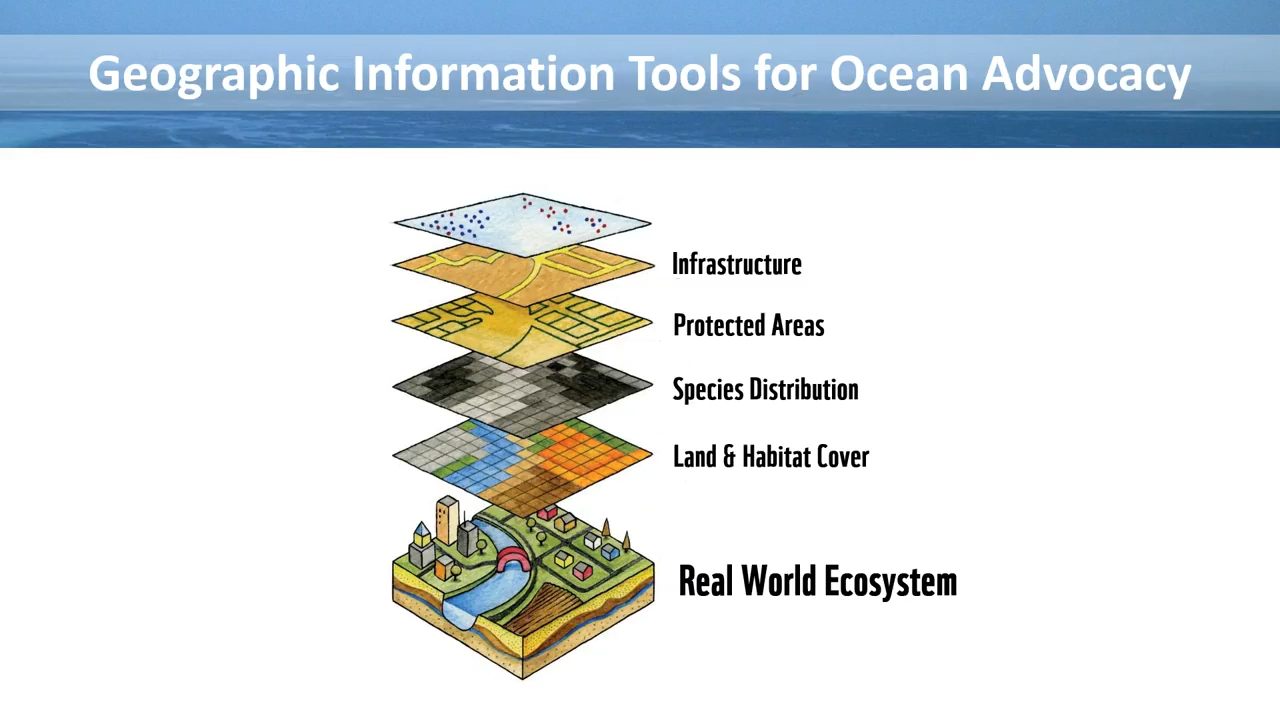 Geographic Information Tools for Ocean Advocacy
Infrastructure
Protected Areas
Species Distribution
Land & Habitat Cover
Real World Ecosystem